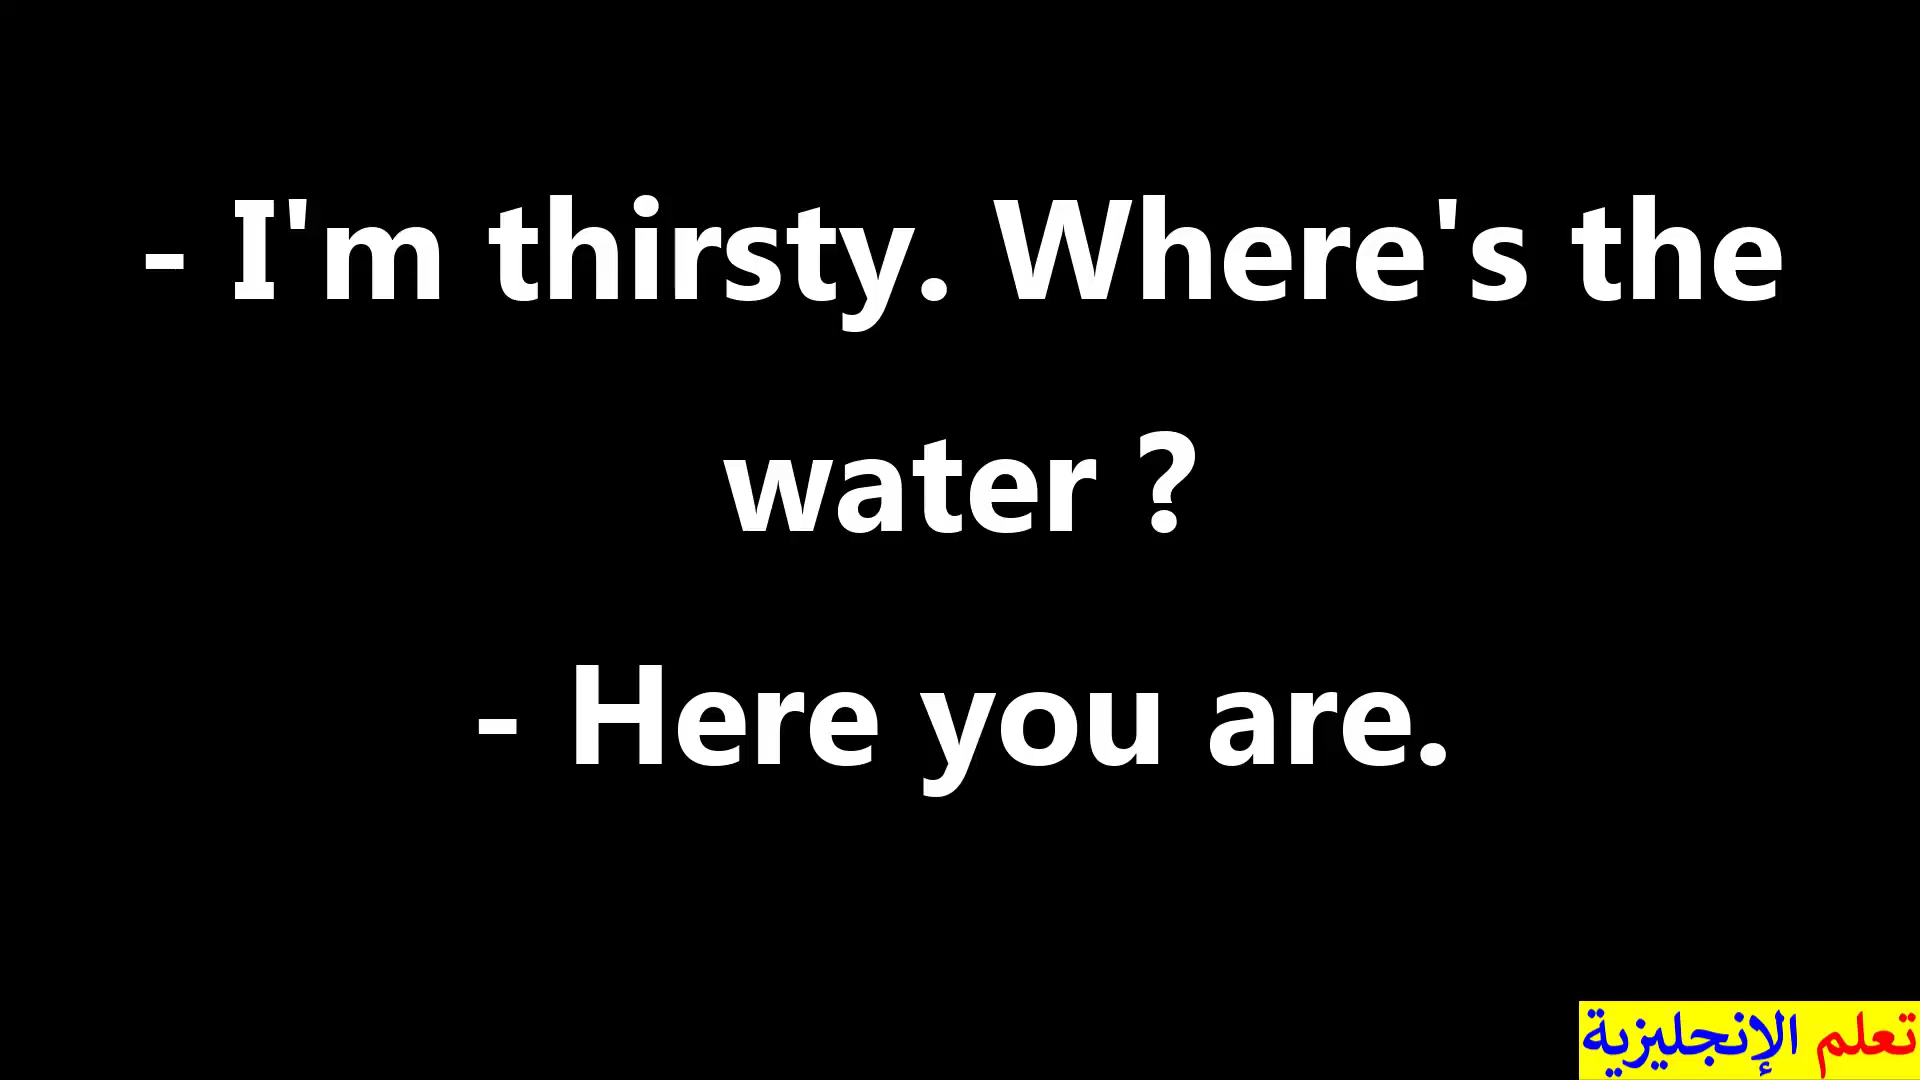 - I'm thirsty. Where's the
water ?
- Here you are.
تعلم الإنجليزية